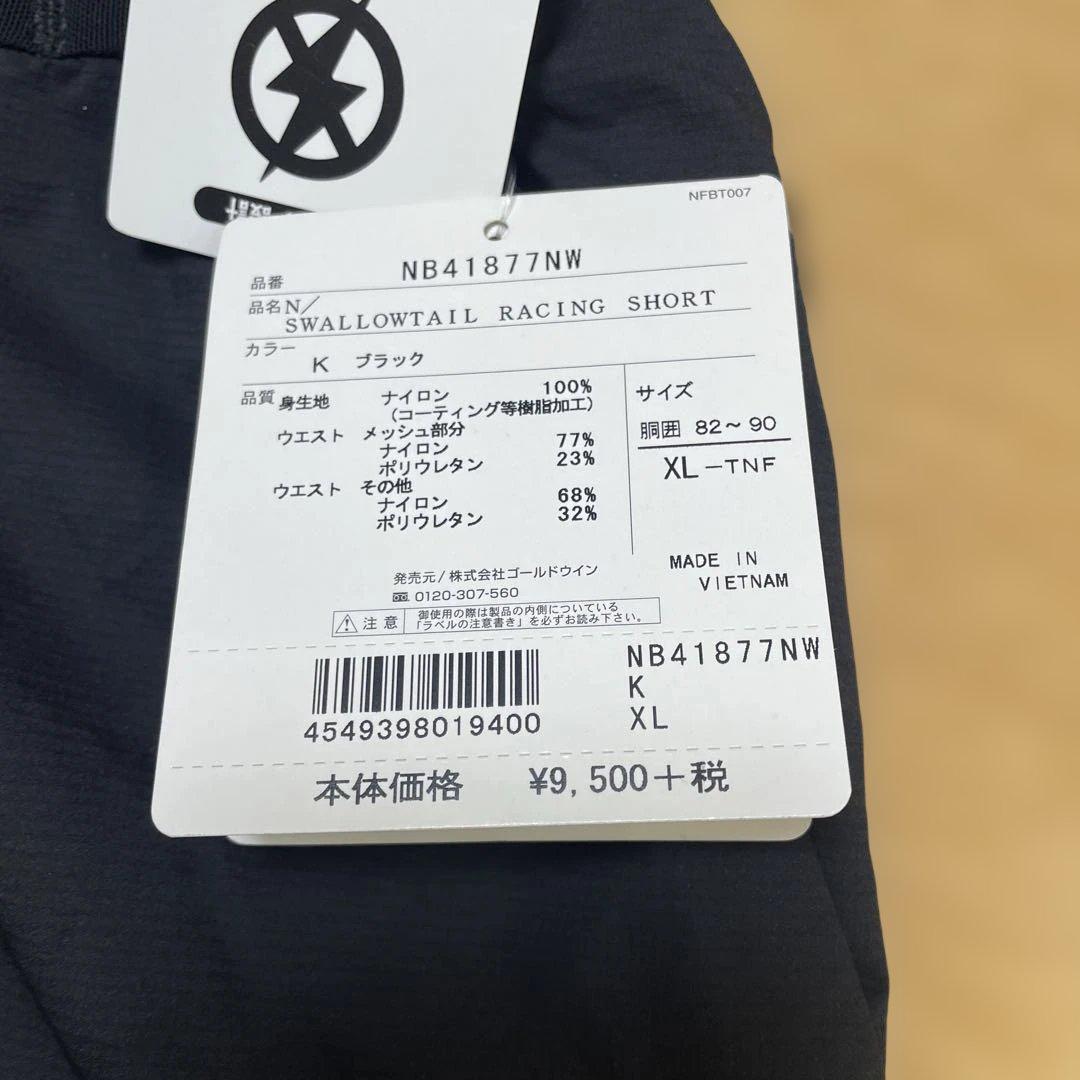 設計
NFBT007
品番 NB41877NW
品名 N/
SWALLOWTAIL RACING SHORT
カラー K ブラック
品質 身生地 ナイロン 100%
(コーティング等樹脂加工)
ウエスト メッシュ部分
ナイロン 77%
ポリウレタン 23%
ウエスト その他
ナイロン 68%
ポリウレタン 32%
サイズ
胴囲 82～90
XL-TNF
MADE IN
VIETNAM
発売元/株式会社ゴールドウイン
0120-307-560
注意 御使用の際は製品の内側についている
「ラベルの注意書き」を必ずお読み下さい。
4549398019400
NB41877NW
K
XL
本体価格 ¥9,500+税